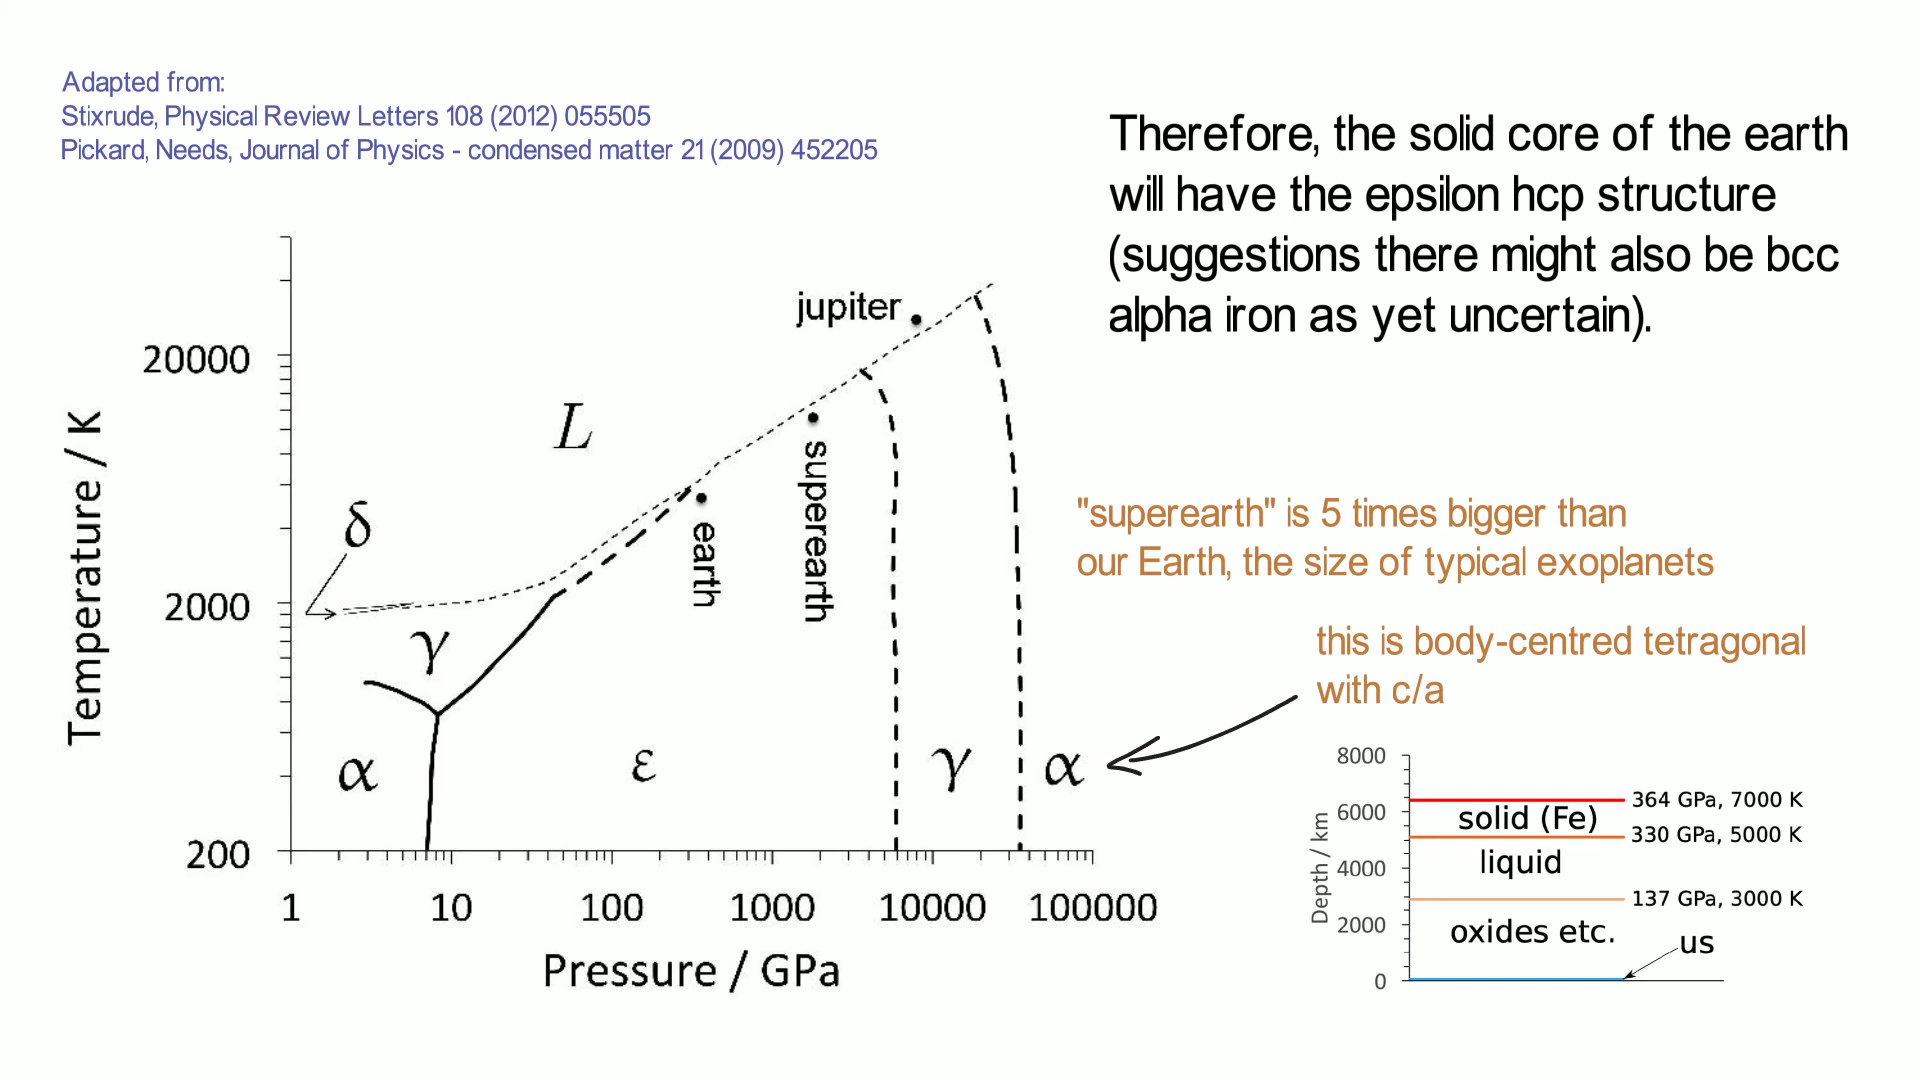 Adapted from:
Stixrude, Physical Review Letters 108 (2012) 055505
Pickard, Needs, Journal of Physics - condensed matter 21 (2009) 452205
Therefore, the solid core of the earth
will have the epsilon hcp structure
(suggestions there might also be bcc
alpha iron as yet uncertain).
jupiter
20000
L
Temperature / K
superearth
earth
δ
2000
γ
α
ε
γ
α
200
1
10
100
1000
10000
100000
Pressure / GPa
"superearth" is 5 times bigger than
our Earth, the size of typical exoplanets
this is body-centred tetragonal
with c/a
8000
6000
4000
2000
0
Depth / km
364 GPa, 7000 K
solid (Fe)
330 GPa, 5000 K
liquid
137 GPa, 3000 K
oxides etc.
us